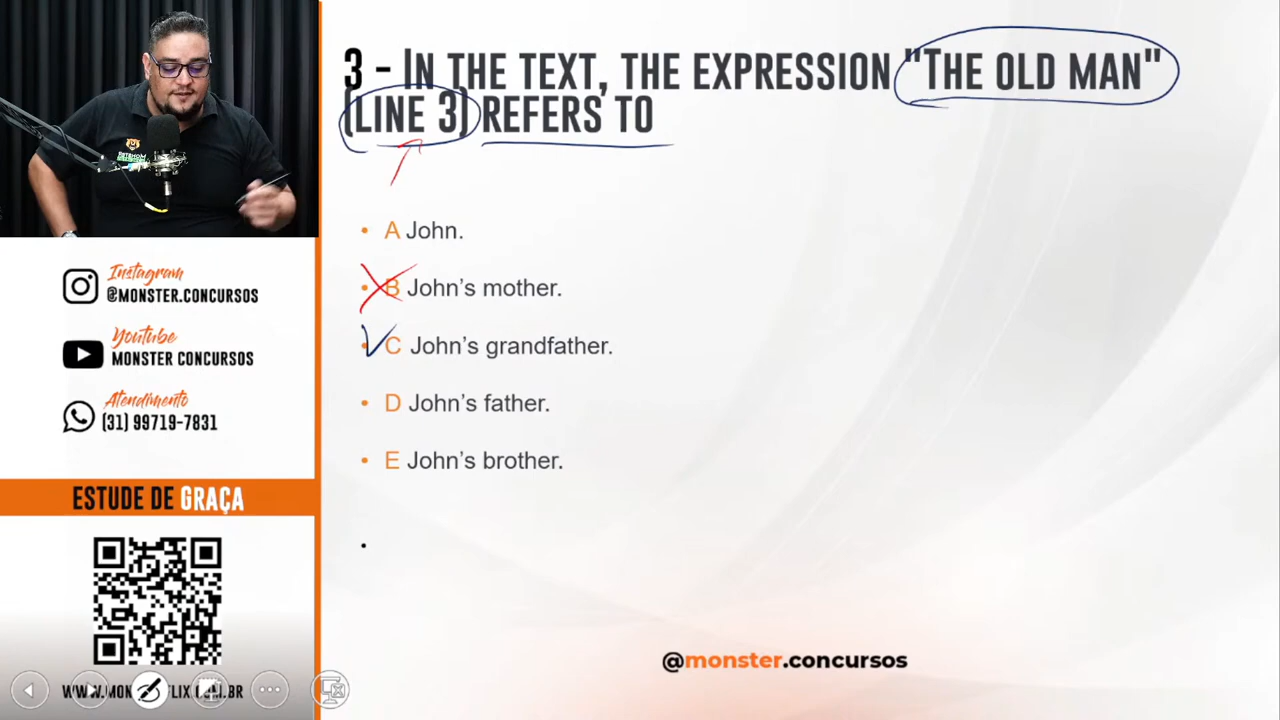 3 - IN THE TEXT, THE EXPRESSION "THE OLD MAN"
(LINE 3) REFERS TO
• A John.
• B John's mother.
• C John's grandfather.
• D John's father.
• E John's brother.
Instagram
@MONSTER.CONCURSOS
Youtube
MONSTER CONCURSOS
Atendimento
(31) 99719-7831
ESTUDE DE GRAÇA
@monster.concursos